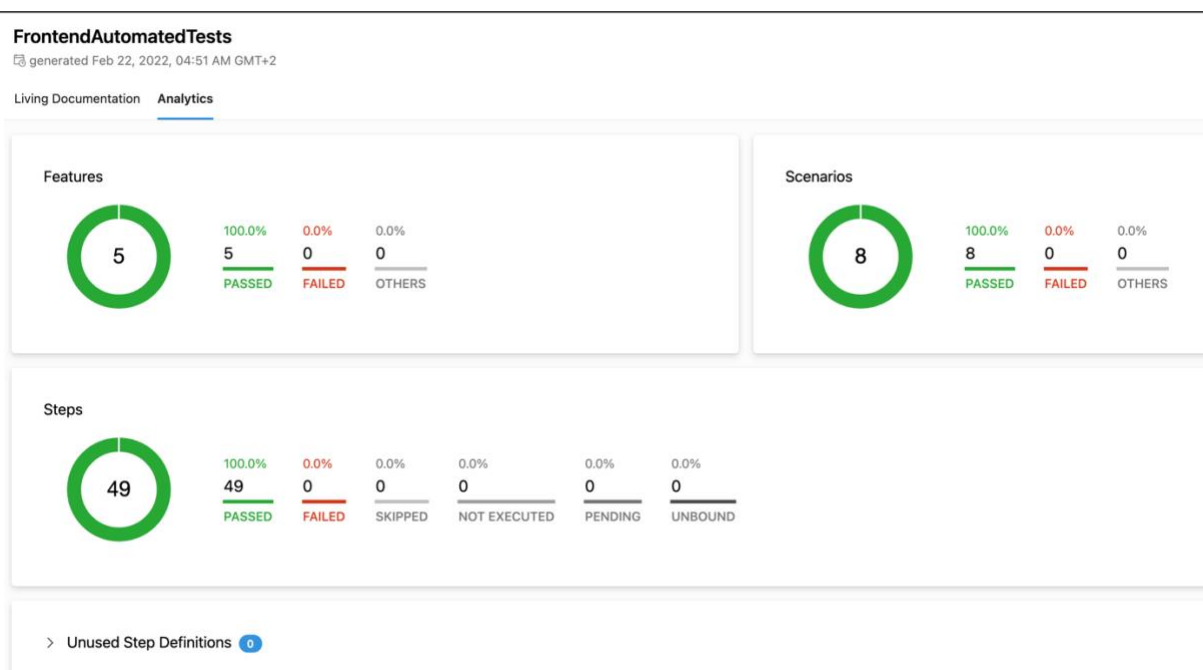 FrontendAutomatedTests
generated Feb 22, 2022, 04:51 AM GMT+2
Living Documentation Analytics
Features
5
100.0% 0.0% 0.0%
5 0 0
PASSED FAILED OTHERS
Scenarios
8
100.0% 0.0% 0.0%
8 0 0
PASSED FAILED OTHERS
Steps
49
100.0% 0.0% 0.0% 0.0% 0.0% 0.0%
49 0 0 0 0 0
PASSED FAILED SKIPPED NOT EXECUTED PENDING UNBOUND
Unused Step Definitions 0